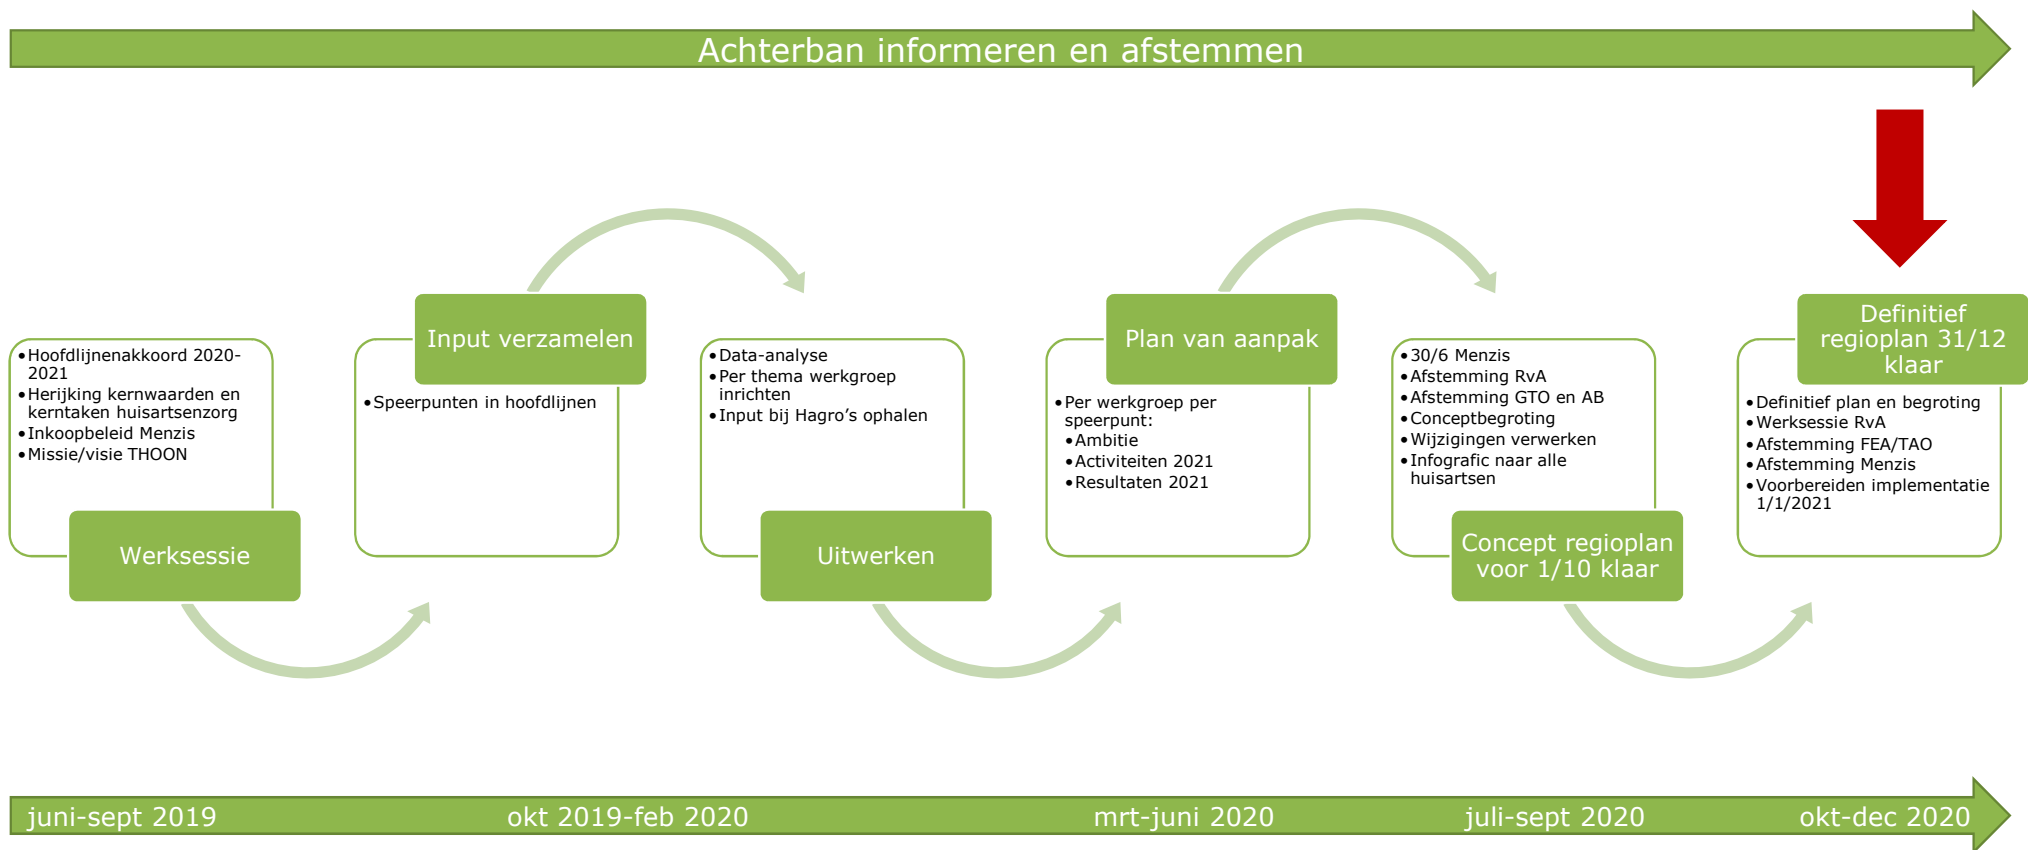 Achterban informeren en afstemmen
•Hoofdlijnenakkoord 2020-
2021
•Herijking kernwaarden en
kerntaken huisartsenzorg
•Inkoopbeleid Menzis
•Missie/visie THOON
Werksessie
Input verzamelen
•Speerpunten in hoofdlijnen
•Data-analyse
•Per thema werkgroep
inrichten
•Input bij Hagro's ophalen
Uitwerken
Plan van aanpak
•Per werkgroep per
speerpunt:
•Ambitie
•Activiteiten 2021
•Resultaten 2021
•30/6 Menzis
•Afstemming RvA
•Afstemming GTO en AB
•Conceptbegroting
•Wijzigingen verwerken
•Infografic naar alle
huisartsen
Concept regioplan
voor 1/10 klaar
Definitief
regioplan 31/12
klaar
•Definitief plan en begroting
•Werksessie RvA
•Afstemming FEA/TAO
•Afstemming Menzis
•Voorbereiden implementatie
1/1/2021
juni-sept 2019
okt 2019-feb 2020
mrt-juni 2020
juli-sept 2020
okt-dec 2020